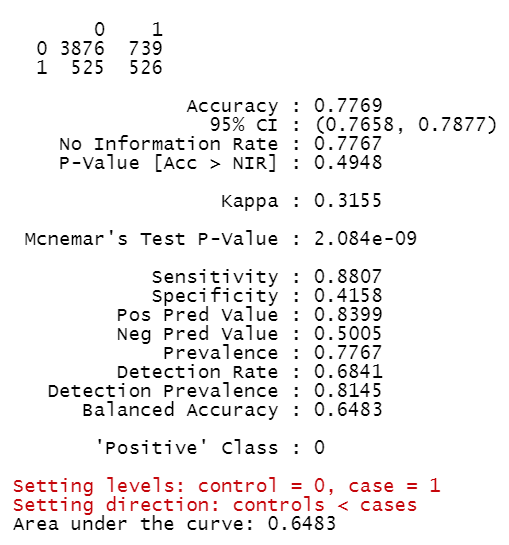 0 1
0 3876 739
1 525 526
Accuracy : 0.7769
95% CI : (0.7658, 0.7877)
No Information Rate : 0.7767
P-Value [Acc > NIR] : 0.4948
Kappa : 0.3155
Mcnemar's Test P-Value : 2.084e-09
Sensitivity : 0.8807
Specificity : 0.4158
Pos Pred Value : 0.8399
Neg Pred Value : 0.5005
Prevalence : 0.7767
Detection Rate : 0.6841
Detection Prevalence : 0.8145
Balanced Accuracy : 0.6483
'Positive' Class : 0
Setting levels: control = 0, case = 1
Setting direction: controls < cases
Area under the curve: 0.6483